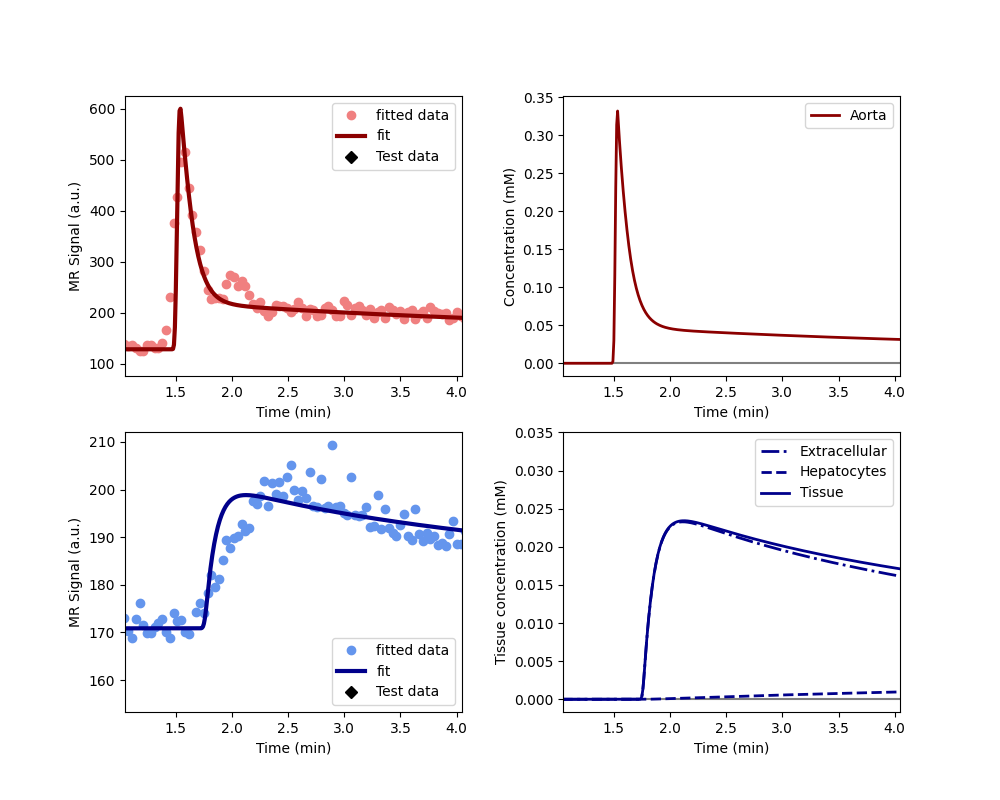 MR Signal (a.u.)
600
500
400
300
200
100
fitted data
fit
Test data
1.5 2.0 2.5 3.0 3.5 4.0
Time (min)
Concentration (mM)
0.35
0.30
0.25
0.20
0.15
0.10
0.05
0.00
Aorta
1.5 2.0 2.5 3.0 3.5 4.0
Time (min)
MR Signal (a.u.)
210
200
190
180
170
160
fitted data
fit
Test data
1.5 2.0 2.5 3.0 3.5 4.0
Time (min)
Tissue concentration (mM)
0.035
0.030
0.025
0.020
0.015
0.010
0.005
0.000
Extracellular
Hepatocytes
Tissue
1.5 2.0 2.5 3.0 3.5 4.0
Time (min)